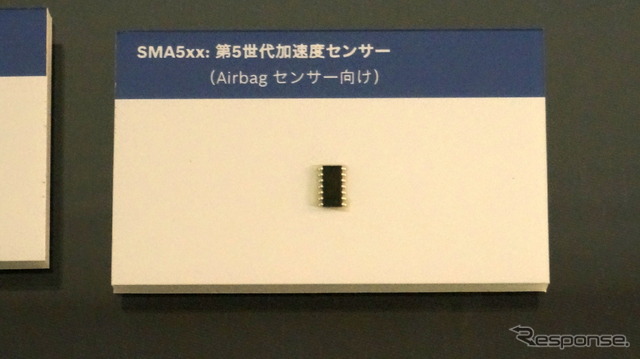 SMA5xx: 第5世代加速度センサー
（Airbag センサー向け）
Response.